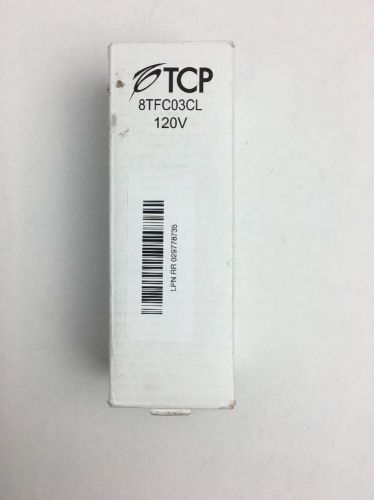 TCP
8TFC03CL
120V
LPN RR 029778735